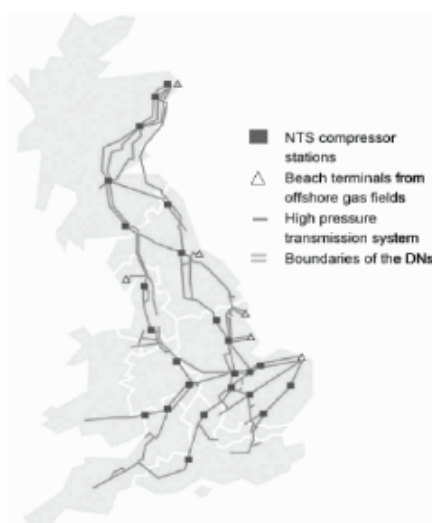 NTS compressor
stations
Beach terminals from
offshore gas fields
High pressure
transmission system
Boundaries of the DNs